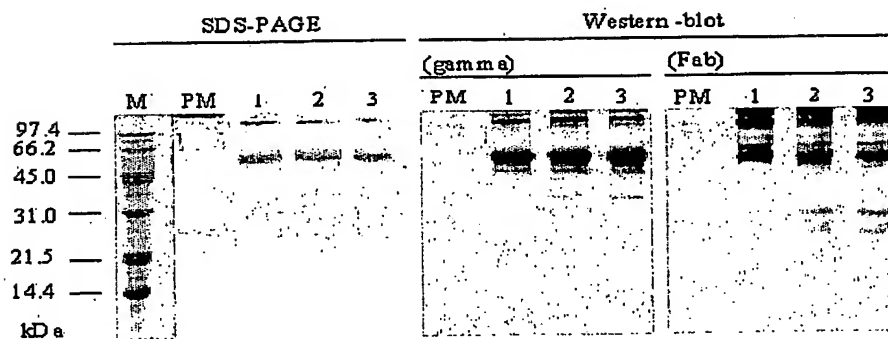 SDS-PAGE
Western -blot
(gamma)
(Fab)
M PM 1 2 3
PM 1 2 3
PM 1 2 3
97.4
66.2
45.0
31.0
21.5
14.4
kDa